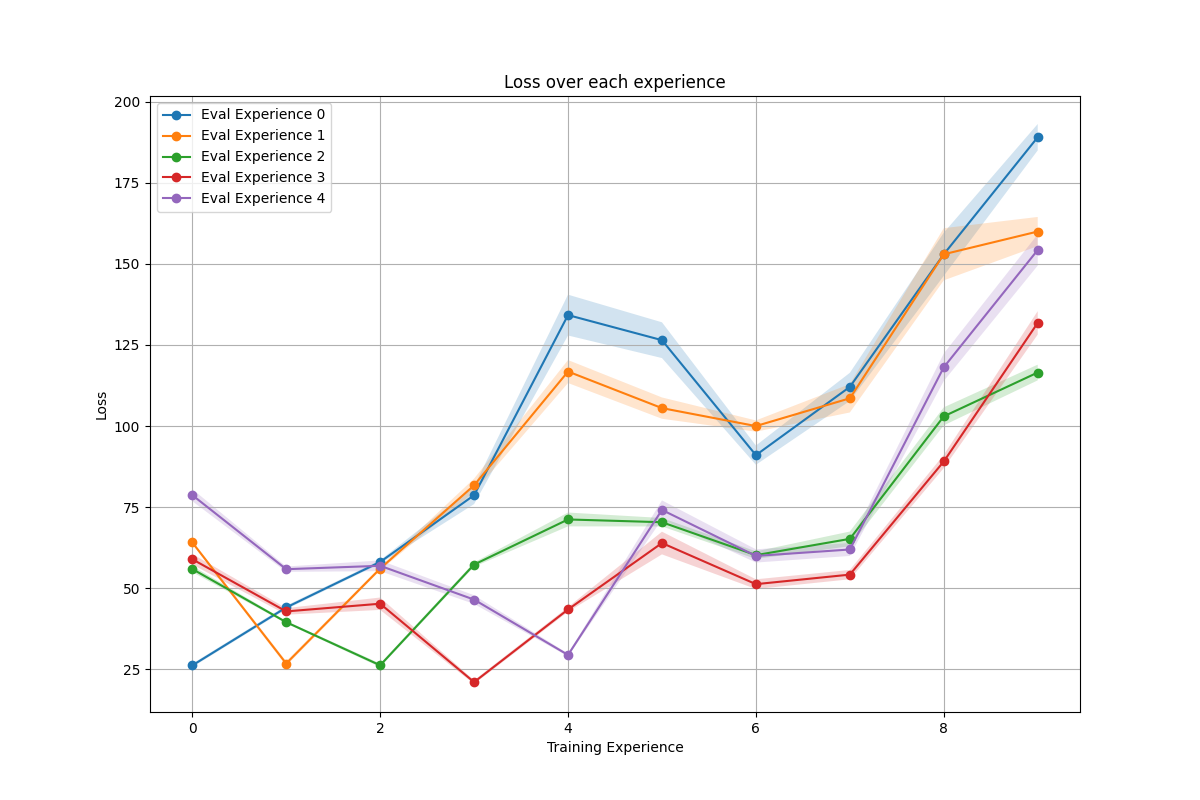 Loss over each experience
200
175
150
125
100
75
50
25
Loss
Eval Experience 0
Eval Experience 1
Eval Experience 2
Eval Experience 3
Eval Experience 4
0 2 4 6 8
Training Experience